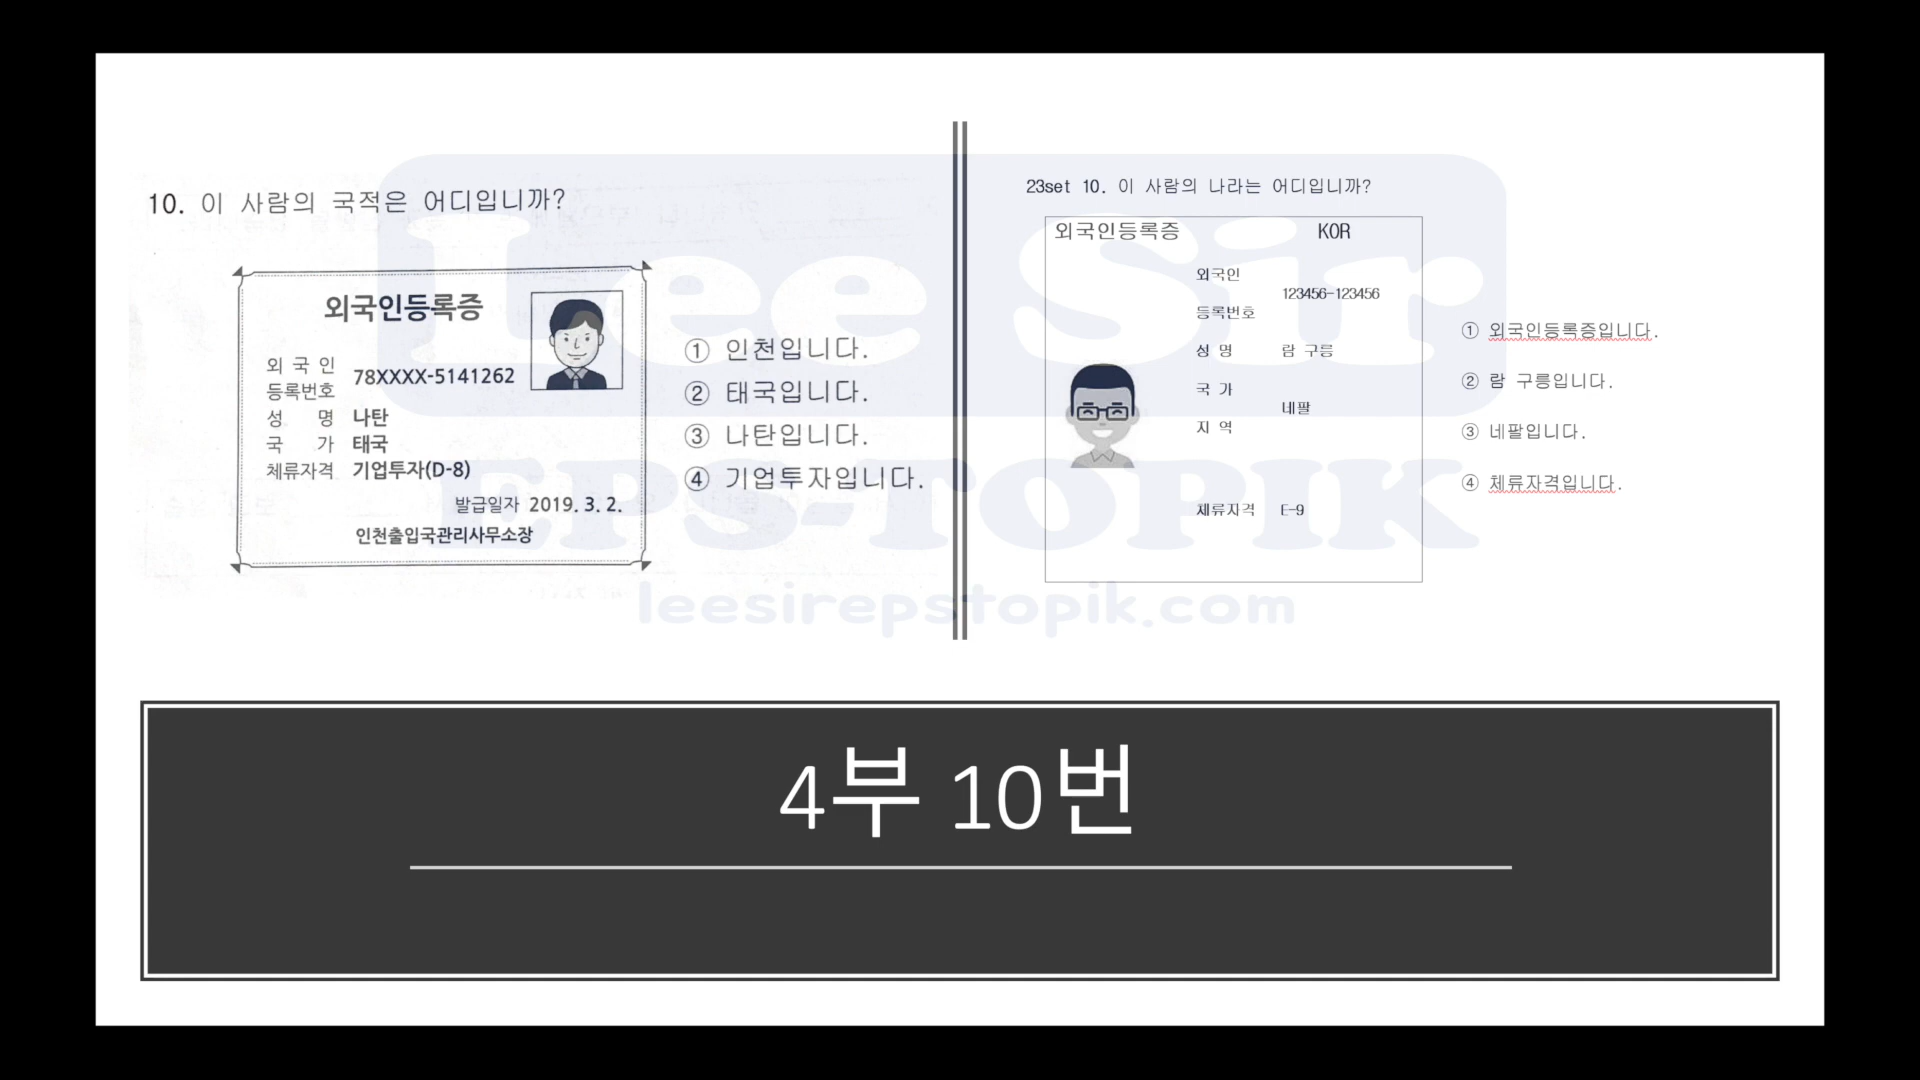 10. 이 사람의 국적은 어디입니까?
외국인등록증
외 국 인
등록번호
78XXXX-5141262
성 명 나탄
국 가 태국
체류자격 기업투자(D-8)
발급일자 2019. 3. 2.
인천출입국관리사무소장
① 인천입니다.
② 태국입니다.
③ 나탄입니다.
④ 기업투자입니다.
23set 10. 이 사람의 나라는 어디입니까?
외국인등록증 KOR
외국인
등록번호
123456-123456
성 명 람 구릉
국 가
지 역
네팔
체류자격 E-9
① 외국인등록증입니다.
② 람 구릉입니다.
③ 네팔입니다.
④ 체류자격입니다.
Lee Sir
EPS-TOPIK
leesirepstopik.com
4부 10번